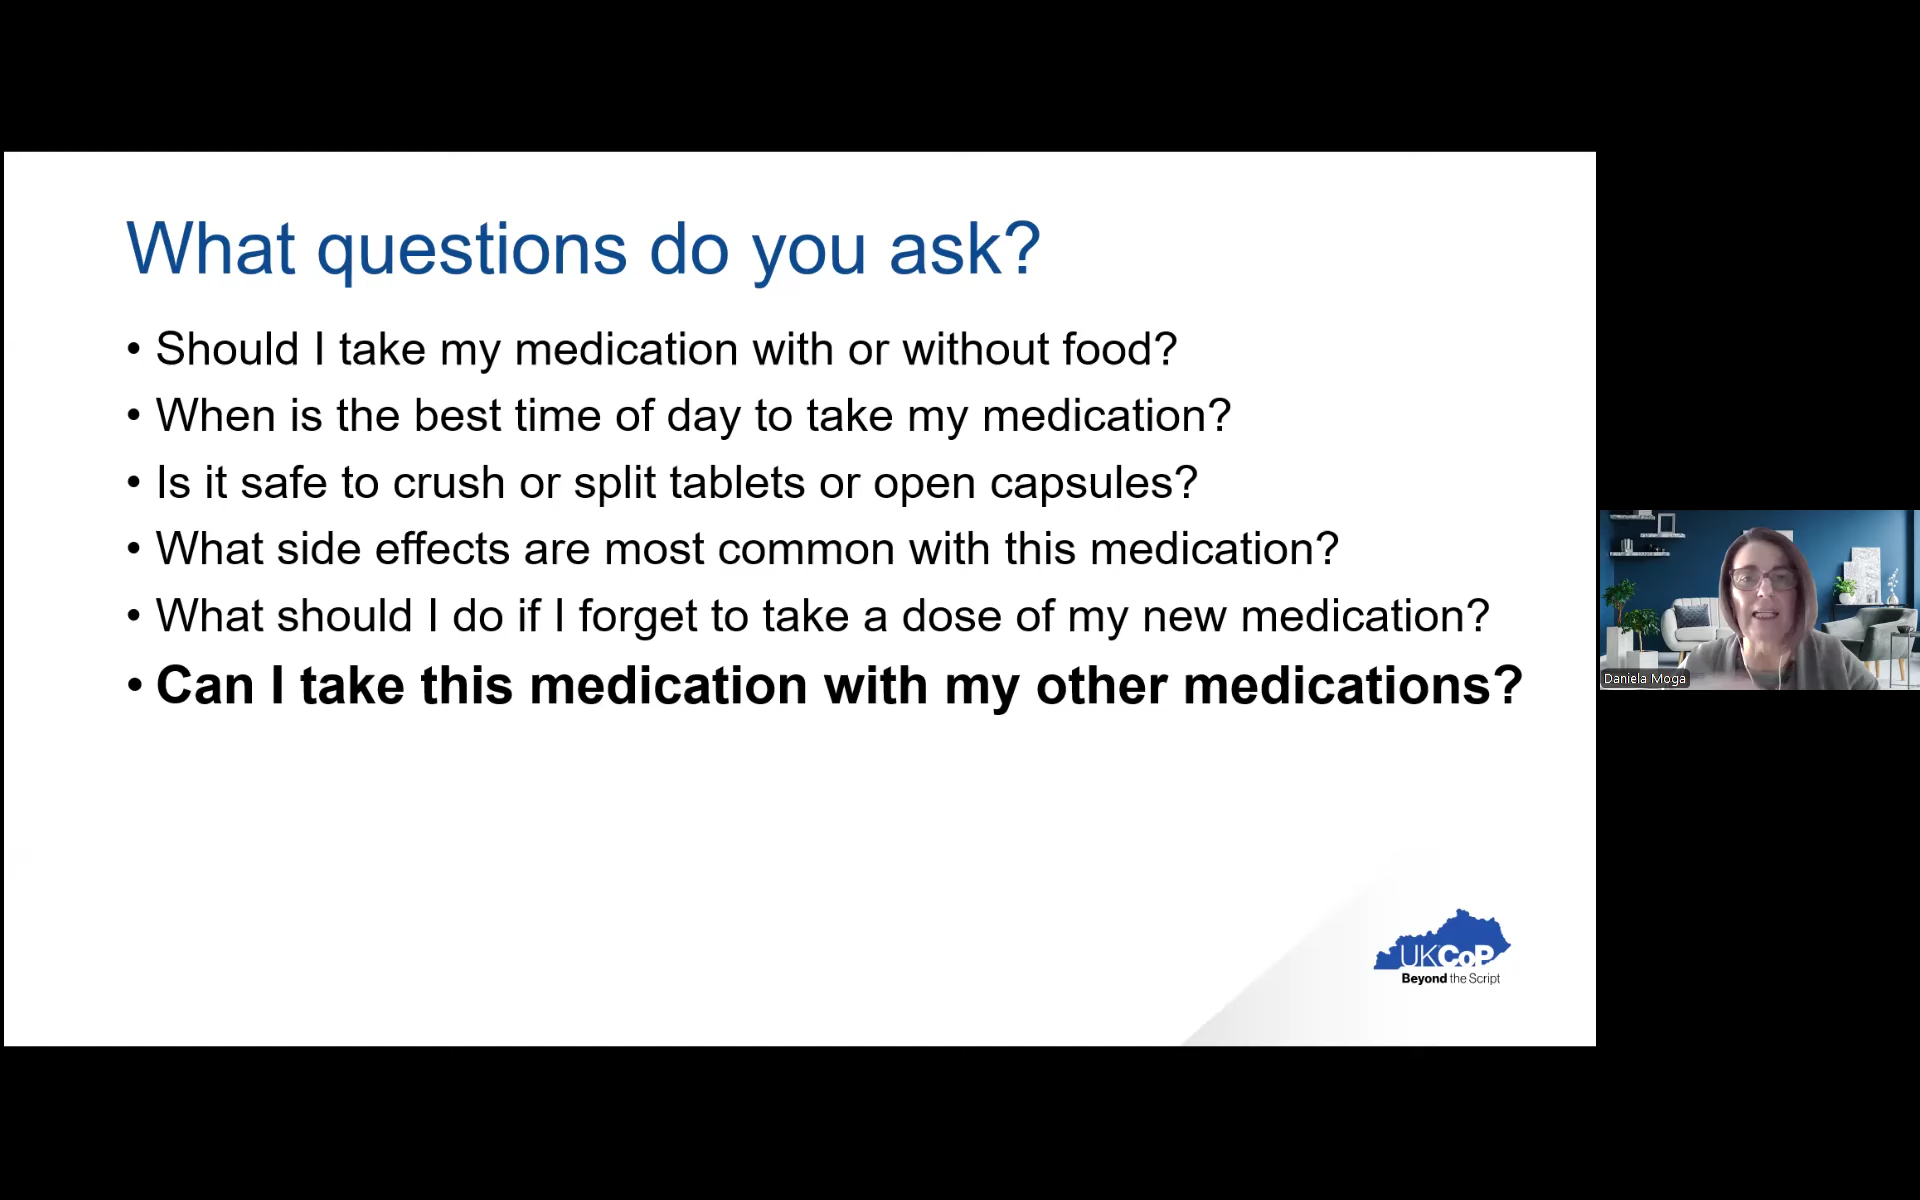 What questions do you ask?
• Should I take my medication with or without food?
• When is the best time of day to take my medication?
• Is it safe to crush or split tablets or open capsules?
• What side effects are most common with this medication?
• What should I do if I forget to take a dose of my new medication?
• Can I take this medication with my other medications?
Daniela Moga
UKCoP
Beyond the Script